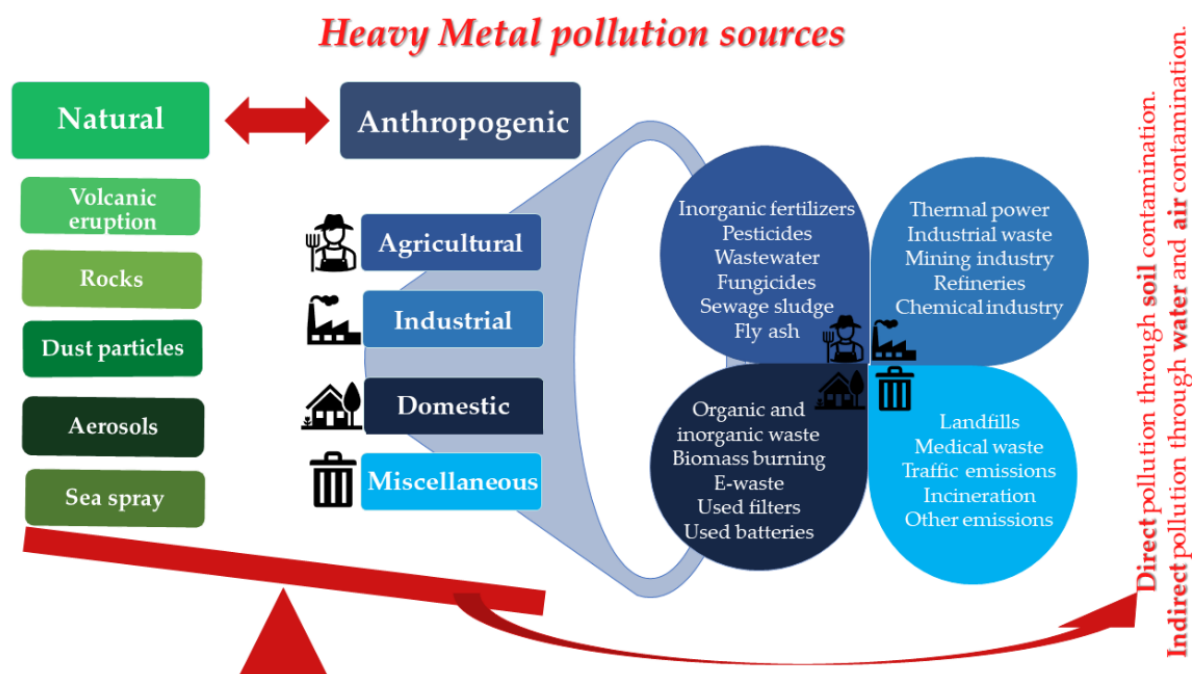 Heavy Metal pollution sources
Natural
Anthropogenic
Volcanic
eruption
Rocks
Dust particles
Aerosols
Sea spray
Agricultural
Industrial
Domestic
Miscellaneous
Inorganic fertilizers
Pesticides
Wastewater
Fungicides
Sewage sludge
Fly ash
Thermal power
Industrial waste
Mining industry
Refineries
Chemical industry
Organic and
inorganic waste
Biomass burning
E-waste
Used filters
Used batteries
Landfills
Medical waste
Traffic emissions
Incineration
Other emissions
Direct pollution through soil contamination.
Indirect pollution through water and air contamination.